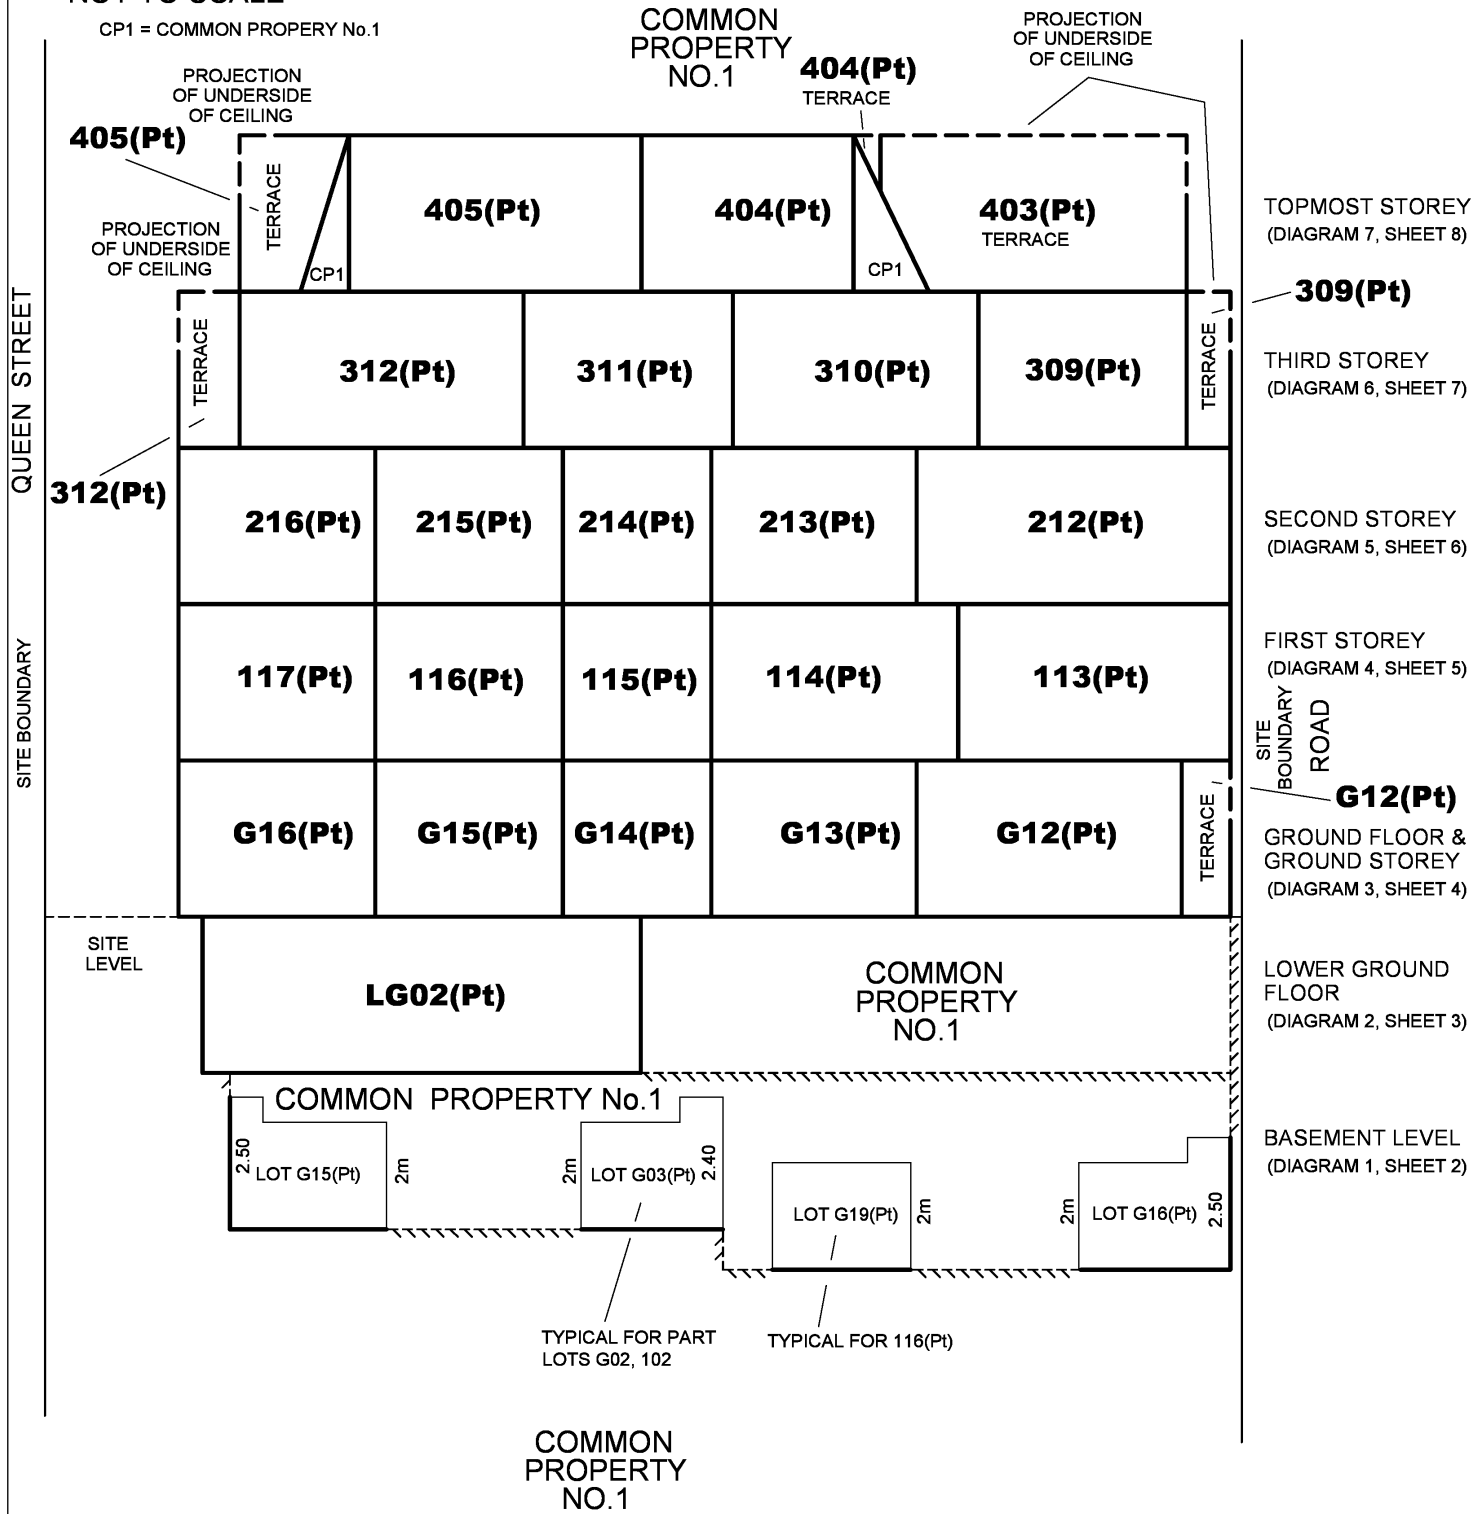 NOT TO SCALE
CP1 = COMMON PROPERY No.1
COMMON
PROPERTY
NO.1
404(Pt)
TERRACE
PROJECTION
OF UNDERSIDE
OF CEILING
PROJECTION
OF UNDERSIDE
OF CEILING
405(Pt)
TERRACE
405(Pt)
404(Pt)
403(Pt)
TERRACE
CP1
CP1
TOPMOST STOREY
(DIAGRAM 7, SHEET 8)
PROJECTION
OF UNDERSIDE
OF CEILING
309(Pt)
QUEEN STREET
TERRACE
312(Pt)
311(Pt)
310(Pt)
309(Pt)
TERRACE
THIRD STOREY
(DIAGRAM 6, SHEET 7)
312(Pt)
216(Pt)
215(Pt)
214(Pt)
213(Pt)
212(Pt)
SECOND STOREY
(DIAGRAM 5, SHEET 6)
SITE BOUNDARY
117(Pt)
116(Pt)
115(Pt)
114(Pt)
113(Pt)
FIRST STOREY
(DIAGRAM 4, SHEET 5)
SITE
BOUNDARY
ROAD
G12(Pt)
G16(Pt)
G15(Pt)
G14(Pt)
G13(Pt)
G12(Pt)
TERRACE
GROUND FLOOR &
GROUND STOREY
(DIAGRAM 3, SHEET 4)
SITE
LEVEL
LG02(Pt)
COMMON
PROPERTY
NO.1
LOWER GROUND
FLOOR
(DIAGRAM 2, SHEET 3)
COMMON PROPERTY No.1
2.50
LOT G15(Pt)
2m
2m
LOT G03(Pt)
2.40
LOT G19(Pt)
2m
2m
LOT G16(Pt)
2.50
BASEMENT LEVEL
(DIAGRAM 1, SHEET 2)
TYPICAL FOR PART
LOTS G02, 102
TYPICAL FOR 116(Pt)
COMMON
PROPERTY
NO.1